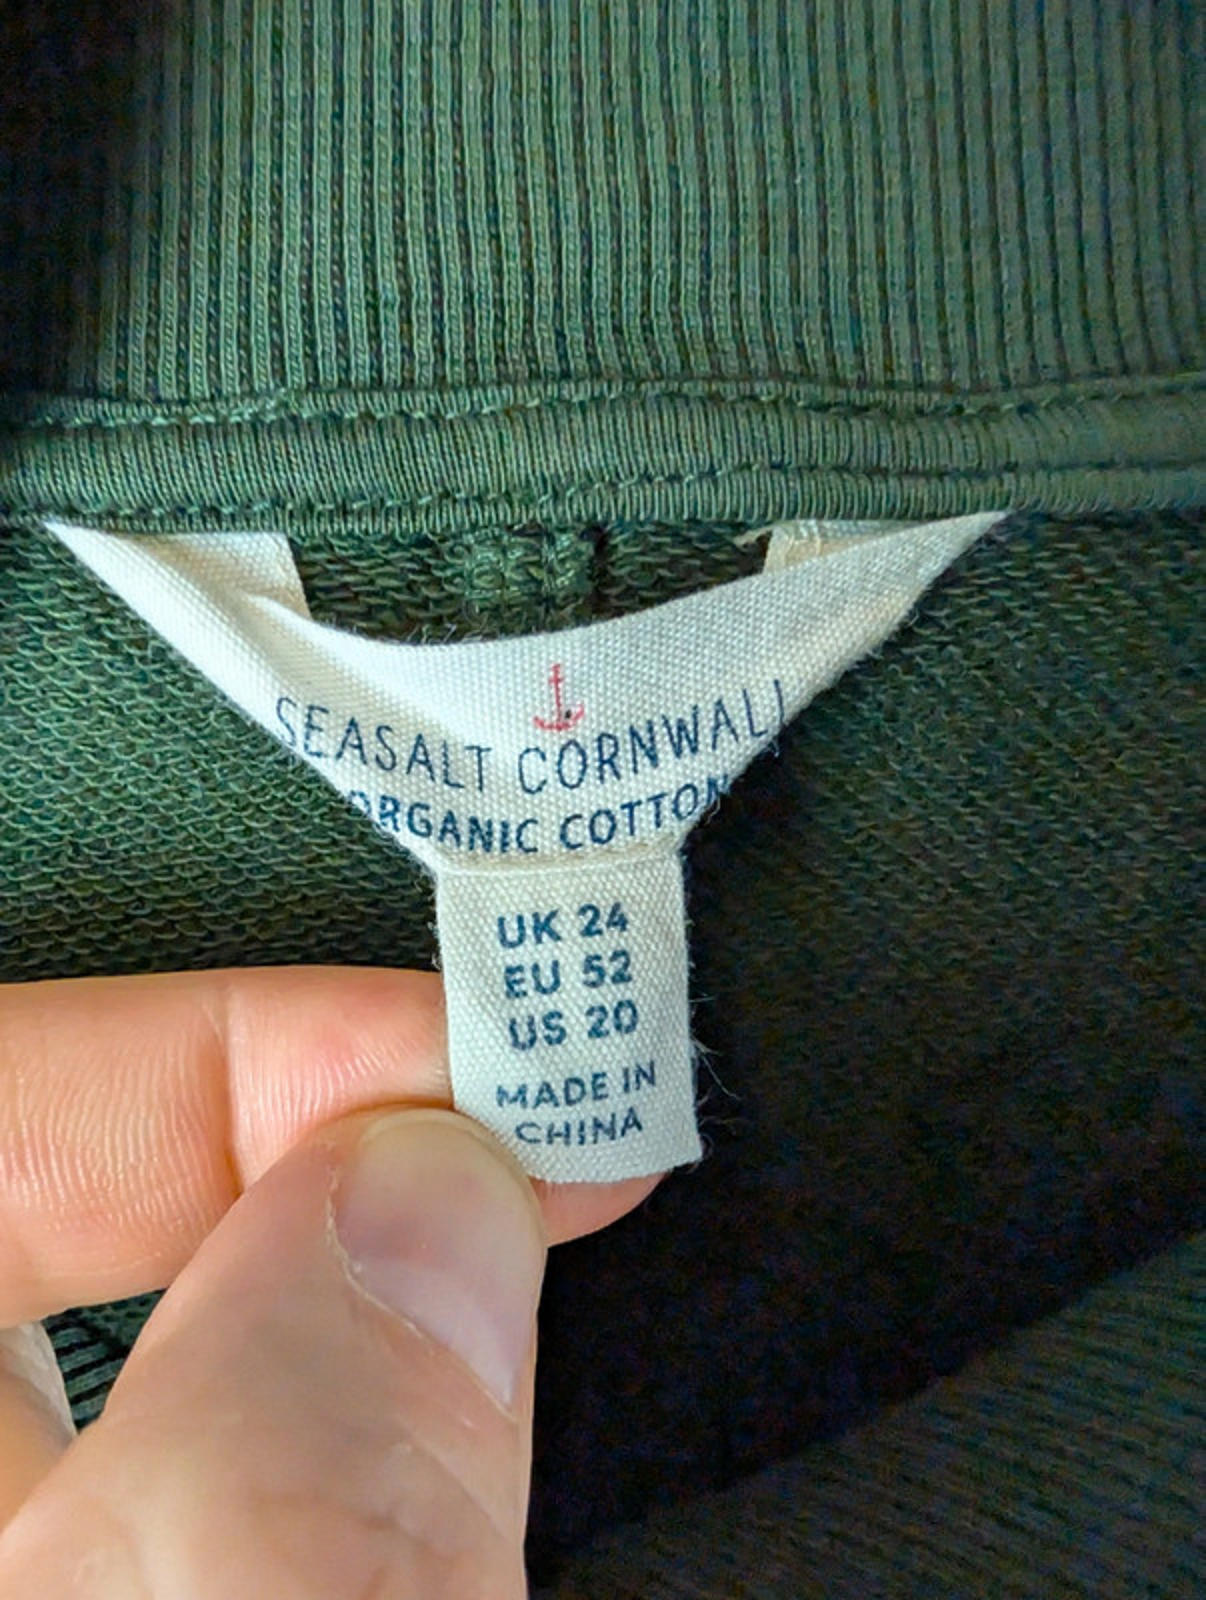 SEASALT CORNWALL
ORGANIC COTTON
UK 24
EU 52
US 20
MADE IN
CHINA